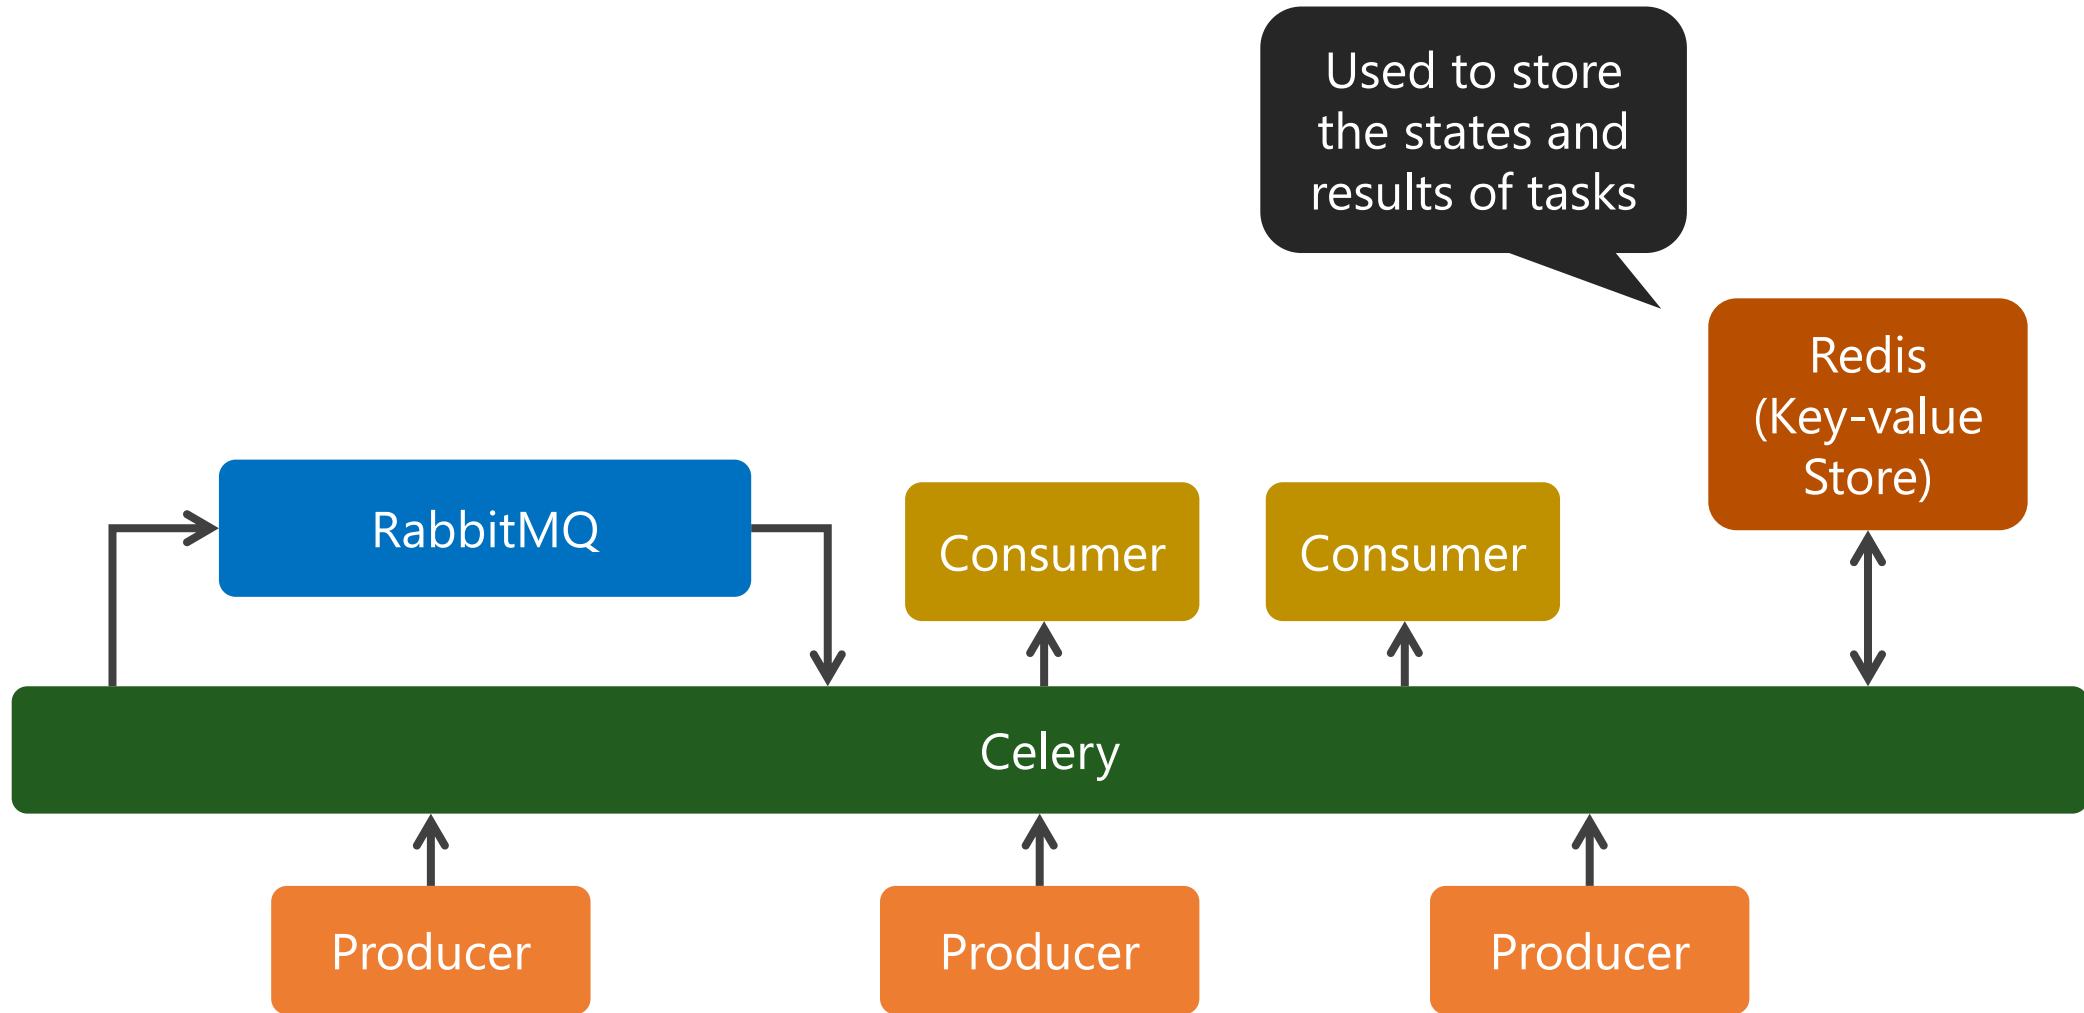 Used to store
the states and
results of tasks
Redis
(Key-value
Store)
RabbitMQ
Consumer
Consumer
Celery
Producer
Producer
Producer